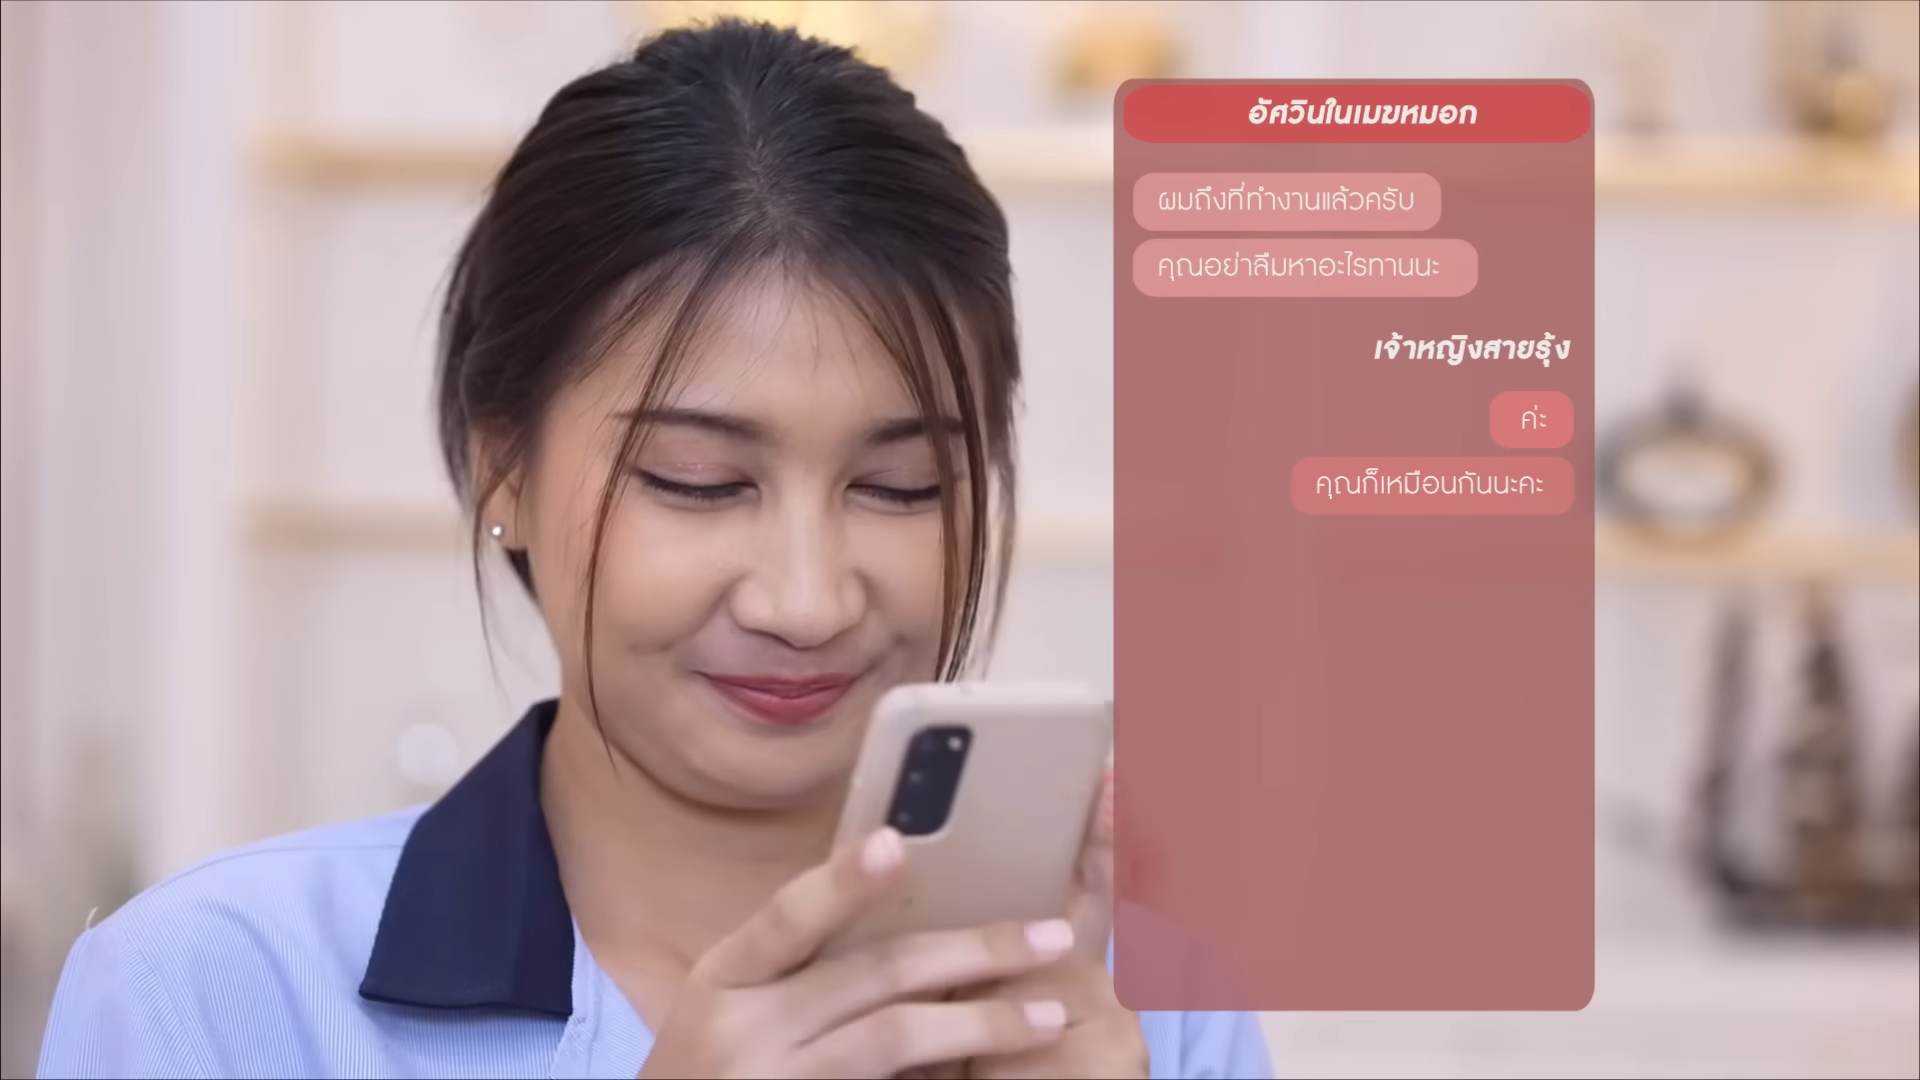 อัศวินในเมฆหมอก
ผมถึงที่ทำงานแล้วครับ
คุณอย่าลืมหาอะไรทานนะ
เจ้าหญิงสายรุ้ง
ค่ะ
คุณก็เหมือนกันนะคะ